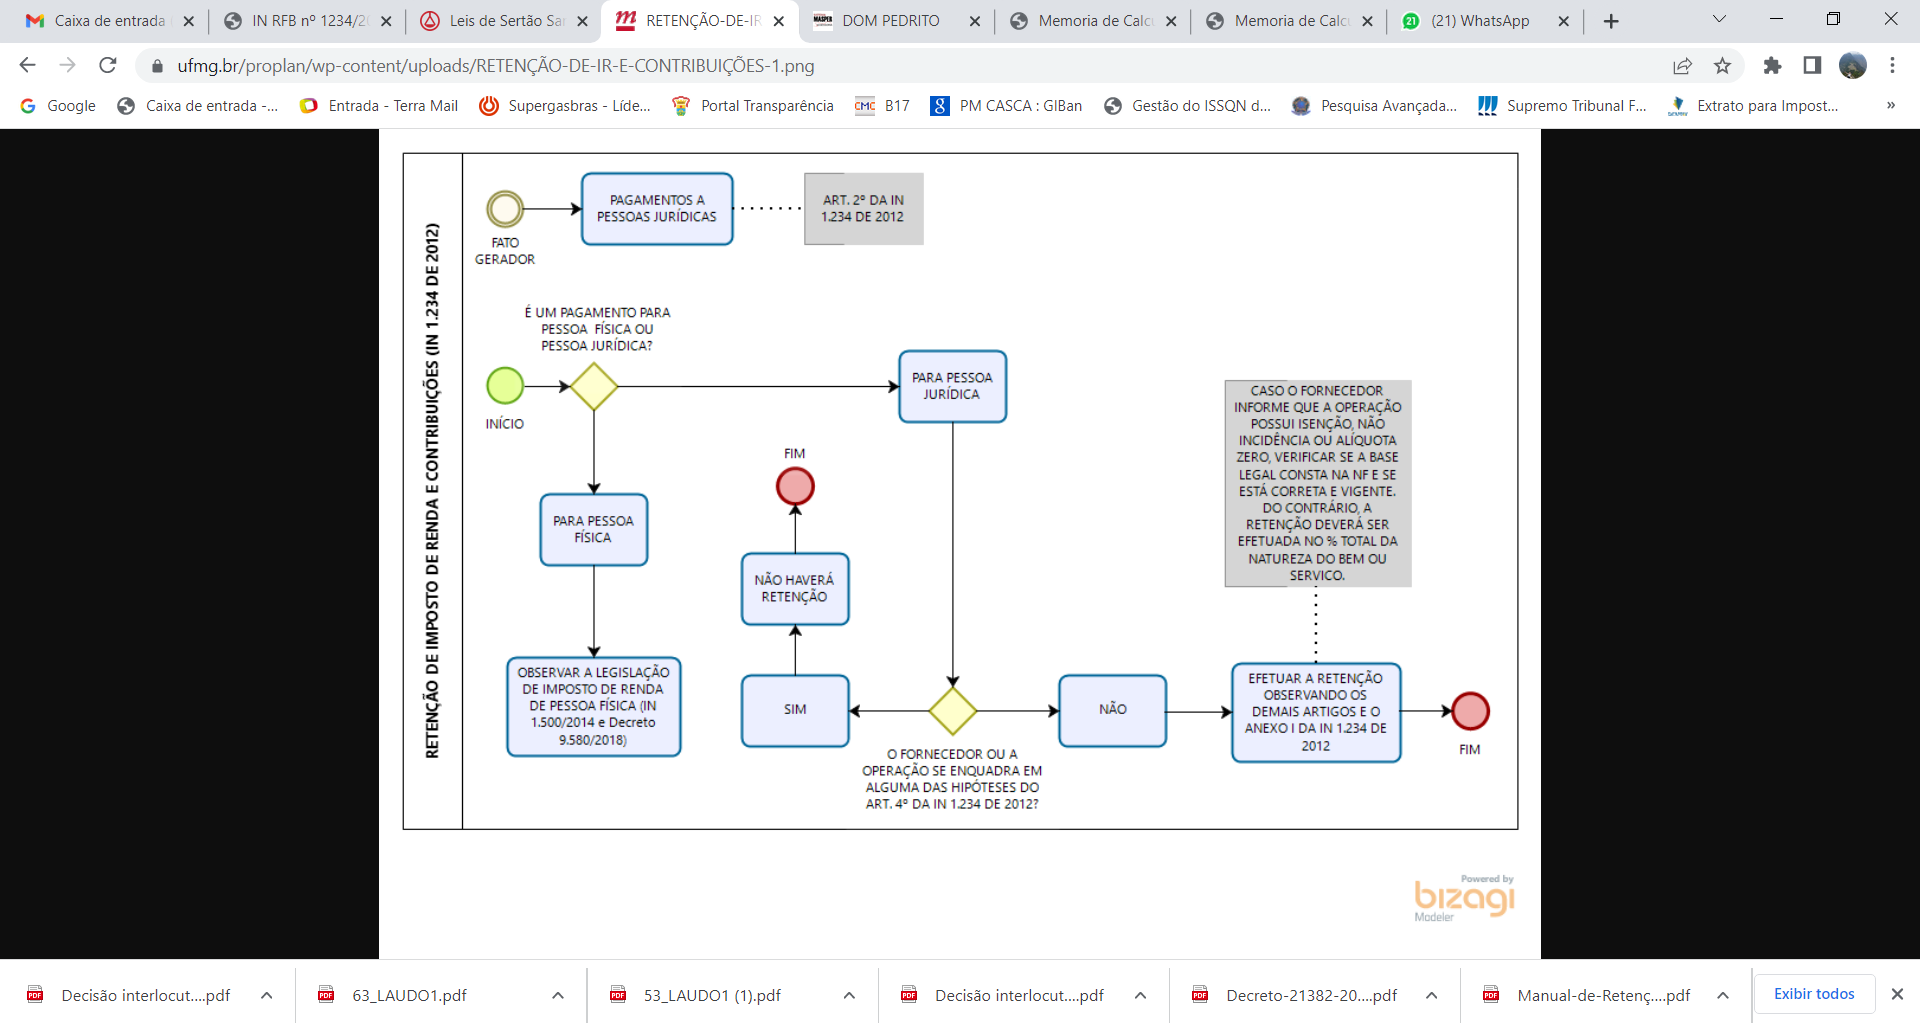 Caixa de entrada
IN RFB nº 1234/20
Leis de Sertão Sa
RETENÇÃO-DE-IR
DOM PEDRITO
Memoria de Calc
Memoria de Calc
(21) WhatsApp
ufmg.br/proplan/wp-content/uploads/RETENÇÃO-DE-IR-E-CONTRIBUIÇÕES-1.png
Google
Caixa de entrada -...
Entrada - Terra Mail
Supergasbras - Líde...
Portal Transparência
B17
PM CASCA : GIBan
Gestão do ISSQN d...
Pesquisa Avançada...
Supremo Tribunal F...
Extrato para Impost...
»
RETENÇÃO DE IMPOSTO DE RENDA E CONTRIBUIÇÕES (IN 1.234 DE 2012)
FATO
GERADOR
PAGAMENTOS A
PESSOAS JURÍDICAS
ART. 2º DA IN
1.234 DE 2012
É UM PAGAMENTO PARA
PESSOA FÍSICA OU
PESSOA JURÍDICA?
INÍCIO
PARA PESSOA
JURÍDICA
PARA PESSOA
FÍSICA
OBSERVAR A LEGISLAÇÃO
DE IMPOSTO DE RENDA
DE PESSOA FÍSICA (IN
1.500/2014 e Decreto
9.580/2018)
FIM
NÃO HAVERÁ
RETENÇÃO
SIM
O FORNECEDOR OU A
OPERAÇÃO SE ENQUADRA EM
ALGUMA DAS HIPÓTESES DO
ART. 4º DA IN 1.234 DE 2012?
NÃO
CASO O FORNECEDOR
INFORME QUE A OPERAÇÃO
POSSUI ISENÇÃO, NÃO
INCIDÊNCIA OU ALÍQUOTA
ZERO, VERIFICAR SE A BASE
LEGAL CONSTA NA NF E SE
ESTÁ CORRETA E VIGENTE.
DO CONTRÁRIO, A
RETENÇÃO DEVERÁ SER
EFETUADA NO % TOTAL DA
NATUREZA DO BEM OU
SERVICO.
EFETUAR A RETENÇÃO
OBSERVANDO OS
DEMAIS ARTIGOS E O
ANEXO I DA IN 1.234 DE
2012
FIM
Powered by
bizagi
Modeler
Decisão interlocut....pdf
63_LAUDO1.pdf
53_LAUDO1 (1).pdf
Decisão interlocut....pdf
Decreto-21382-20....pdf
Manual-de-Retenç....pdf
Exibir todos